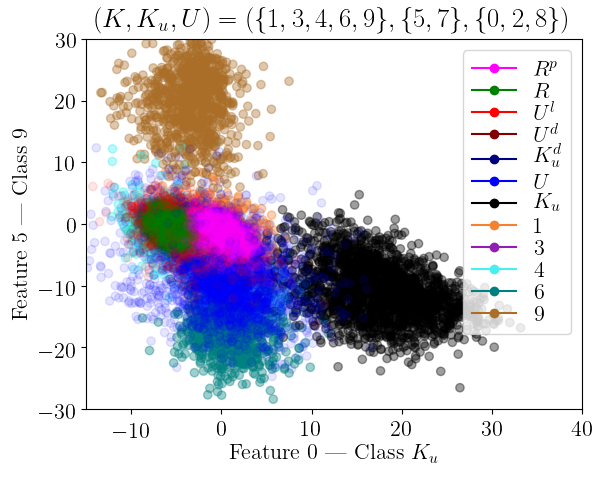 (K, K_u, U) = ({1, 3, 4, 6, 9}, {5, 7}, {0, 2, 8})
30
20
10
0
−10
−20
−30
Feature 5 — Class 9
R^p
R
U^l
U^d
K_u^d
U
K_u
1
3
4
6
9
−10
0
10
20
30
40
Feature 0 — Class K_u